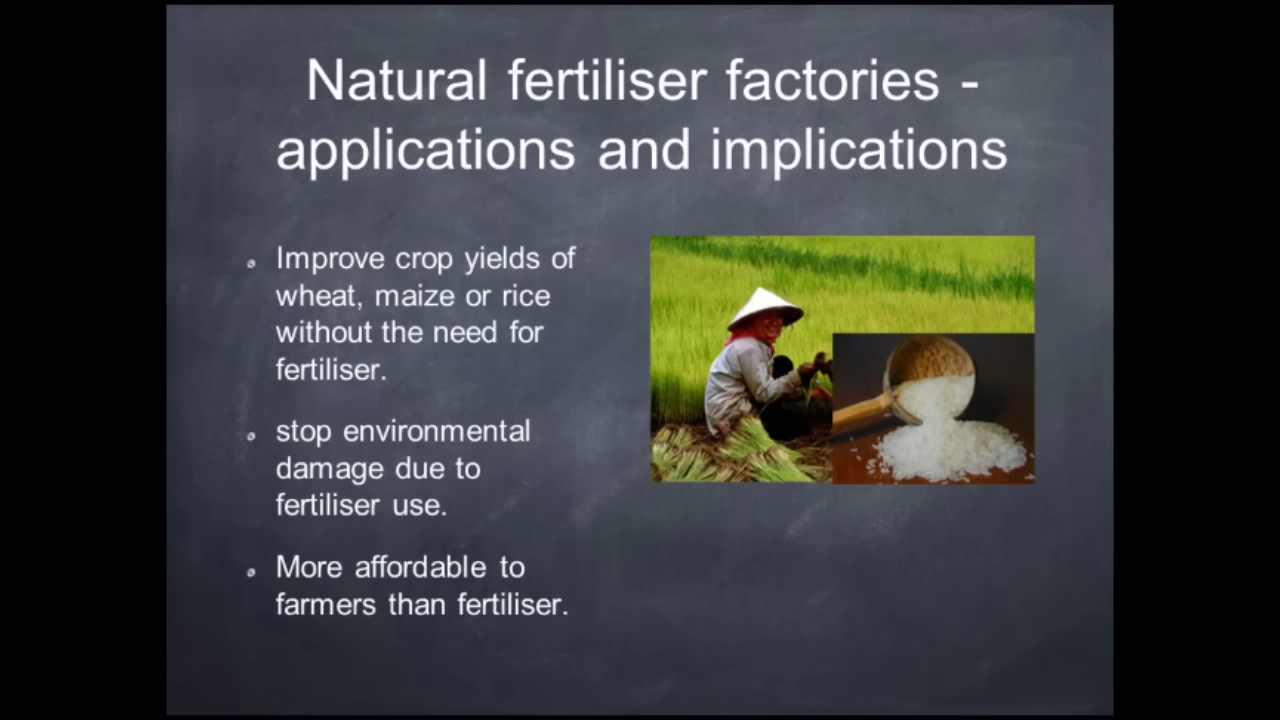 Natural fertiliser factories -
applications and implications
Improve crop yields of
wheat, maize or rice
without the need for
fertiliser.
stop environmental
damage due to
fertiliser use.
More affordable to
farmers than fertiliser.